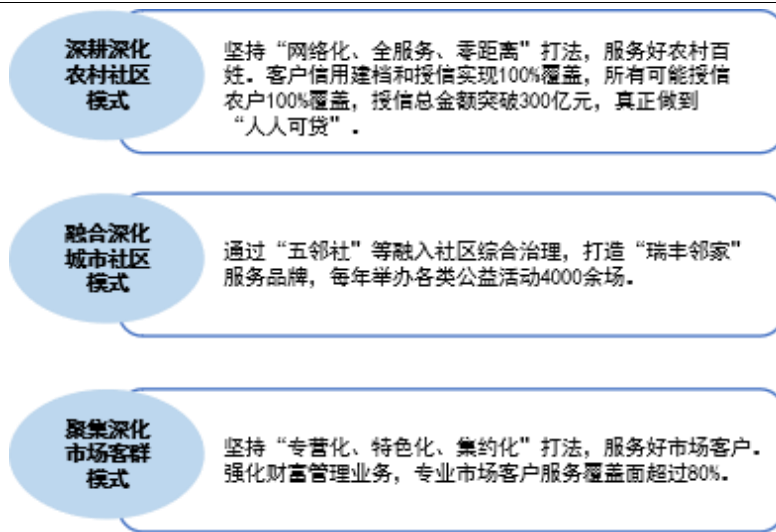 深耕深化
农村社区
模式
坚持“网络化、全服务、零距离”打法，服务好农村百
姓．客户信用建档和授信实现100%覆盖，所有可能授信
农户100%覆盖，授信总金额突破300亿元，真正做到
“人人可贷”．
融合深化
城市社区
模式
通过“五邻社”等融入社区综合治理，打造“瑞丰邻家”
服务品牌，每年举办各类公益活动4000余场．
聚集深化
市场客群
模式
坚持“专营化、特色化、集约化”打法，服务好市场客户．
强化财富管理业务，专业市场客户服务覆盖面超过80%．